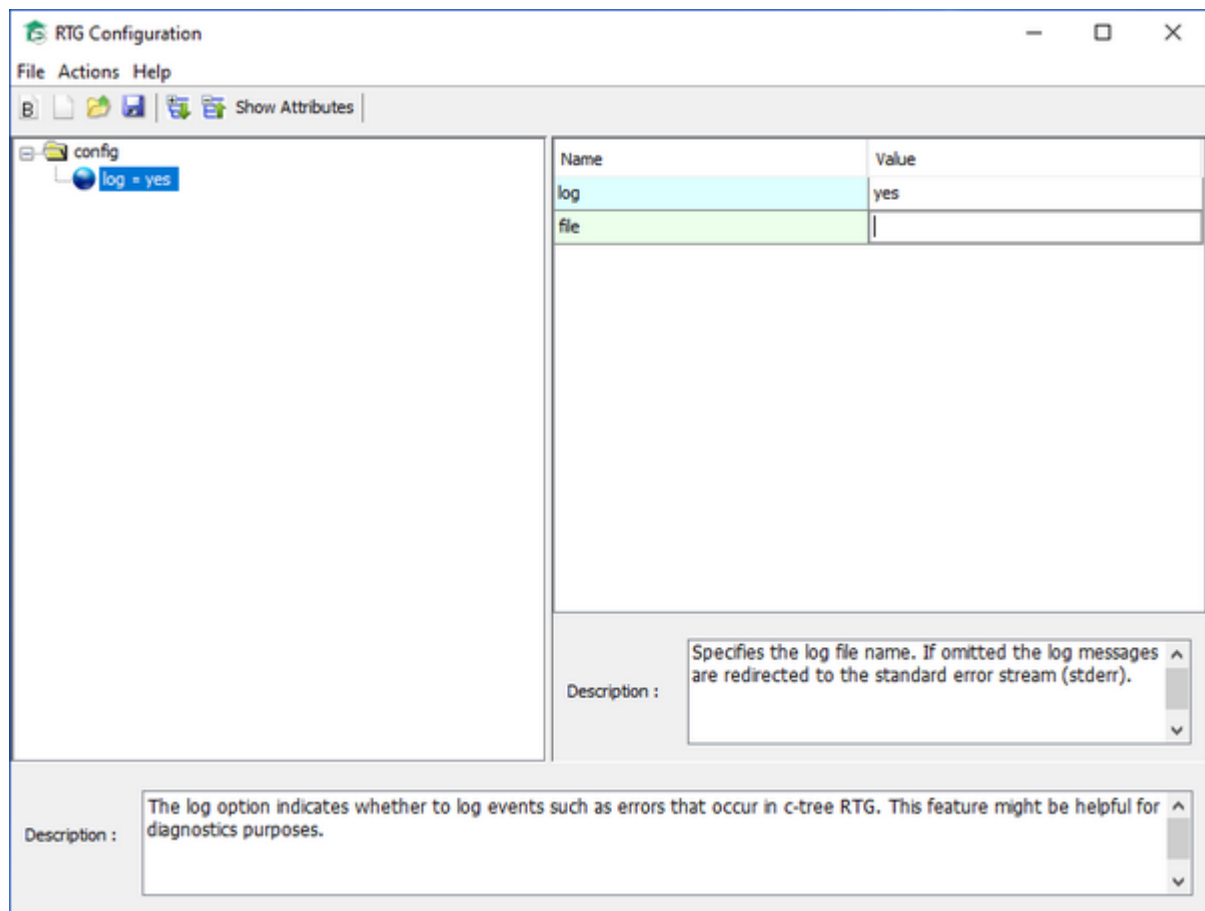 RTG Configuration
File Actions Help
B Show Attributes
config
log = yes
Name Value
log yes
file
Description :
Specifies the log file name. If omitted the log messages
are redirected to the standard error stream (stderr).
Description :
The log option indicates whether to log events such as errors that occur in c-tree RTG. This feature might be helpful for
diagnostics purposes.